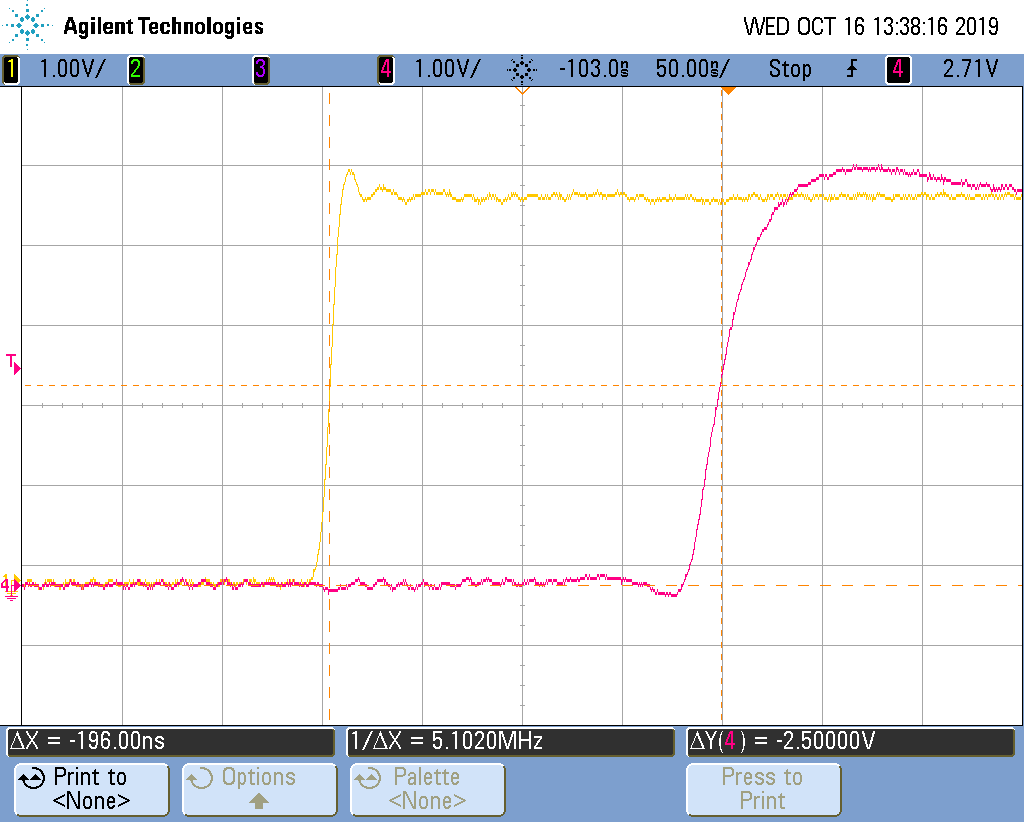 Agilent Technologies WED OCT 16 13:38:16 2019
1 1.00V/ 2 3 4 1.00V/ -103.0ns 50.00ns/ Stop 4 2.71V
T
4
ΔX = -196.00ns 1/ΔX = 5.1020MHz ΔY(4) = -2.50000V
Print to Options Palette Press to
<None> <None> Print